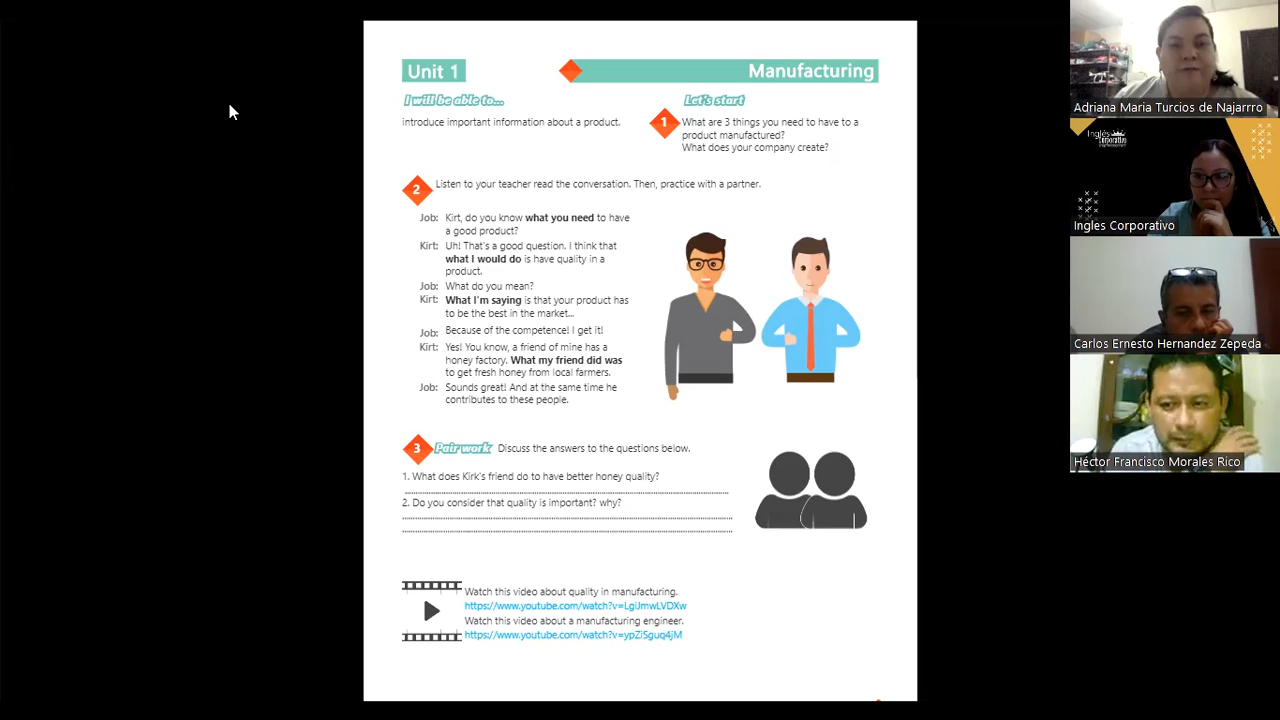 Unit 1
Manufacturing
I will be able to...
introduce important information about a product.
Let's start
1
What are 3 things you need to have to a
product manufactured?
What does your company create?
2
Listen to your teacher read the conversation. Then, practice with a partner.
Job: Kirt, do you know what you need to have
a good product?
Kirt: Uh! That's a good question. I think that
what I would do is have quality in a
product.
Job: What do you mean?
Kirt: What I'm saying is that your product has
to be the best in the market...
Job: Because of the competence! I get it!
Kirt: Yes! You know, a friend of mine has a
honey factory. What my friend did was
to get fresh honey from local farmers.
Job: Sounds great! And at the same time he
contributes to these people.
3
Pair work Discuss the answers to the questions below.
1. What does Kirk's friend do to have better honey quality?
2. Do you consider that quality is important? why?
Watch this video about quality in manufacturing.
https://www.youtube.com/watch?v=LgiJmwLVDXw
Watch this video about a manufacturing engineer.
https://www.youtube.com/watch?v=ypZiSguq4jM
Adriana Maria Turcios de Najarrro
Inglés
Corporativo
Ingles Corporativo
Carlos Ernesto Hernandez Zepeda
Héctor Francisco Morales Rico